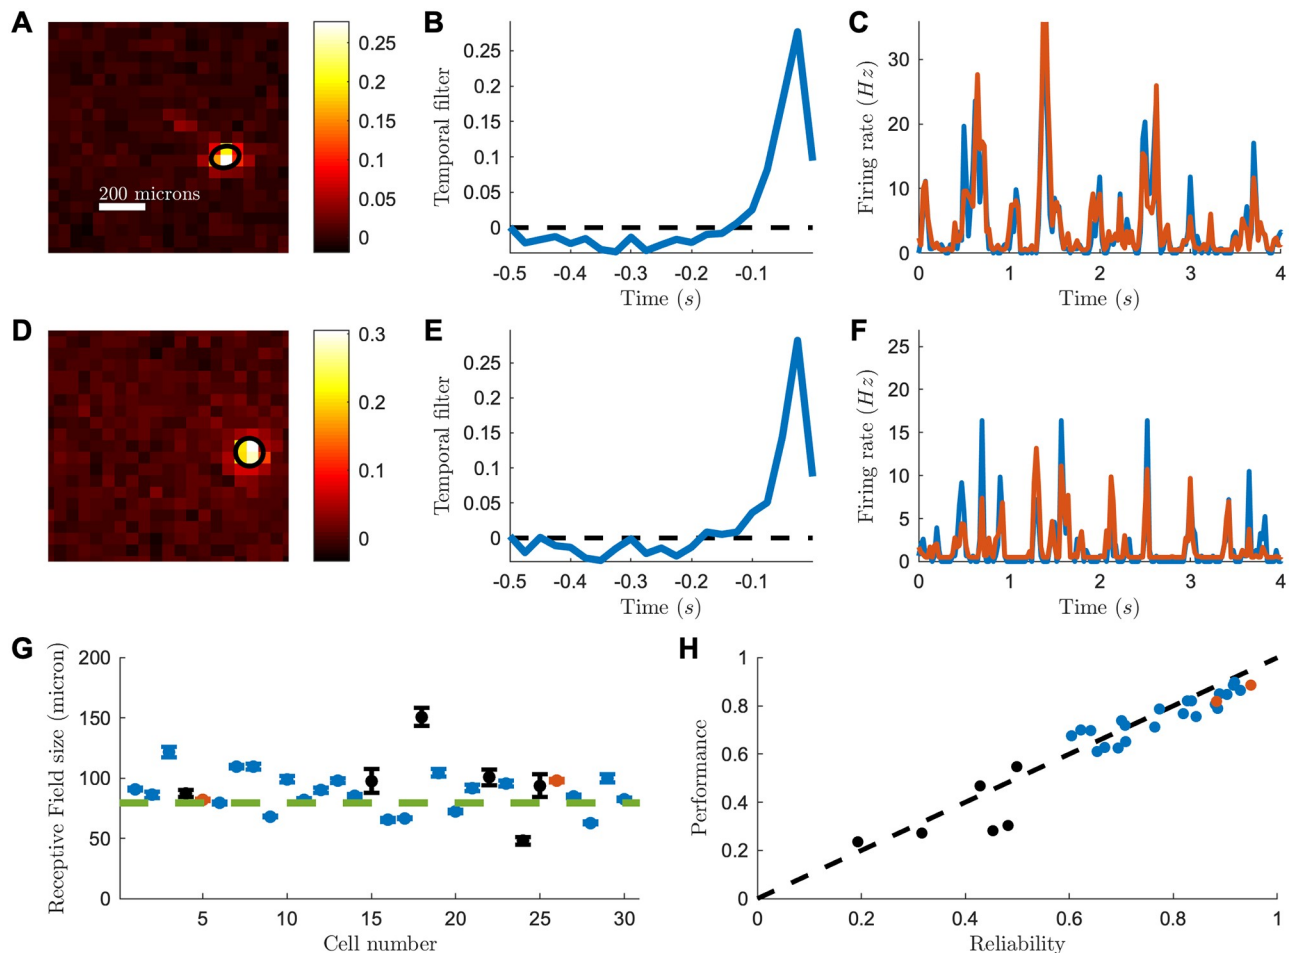 A
0.25
0.2
0.15
0.1
0.05
0
200 microns
B
Temporal filter
0.25
0.2
0.15
0.1
0.05
0
-0.5 -0.4 -0.3 -0.2 -0.1
Time (s)
C
Firing rate (Hz)
30
20
10
0
0 1 2 3 4
Time (s)
D
0.3
0.2
0.1
0
E
Temporal filter
0.25
0.2
0.15
0.1
0.05
0
-0.5 -0.4 -0.3 -0.2 -0.1
Time (s)
F
Firing rate (Hz)
25
20
15
10
5
0
0 1 2 3 4
Time (s)
G
Receptive Field size (micron)
200
150
100
50
0
5 10 15 20 25 30
Cell number
H
Performance
1
0.8
0.6
0.4
0.2
0
0 0.2 0.4 0.6 0.8 1
Reliability